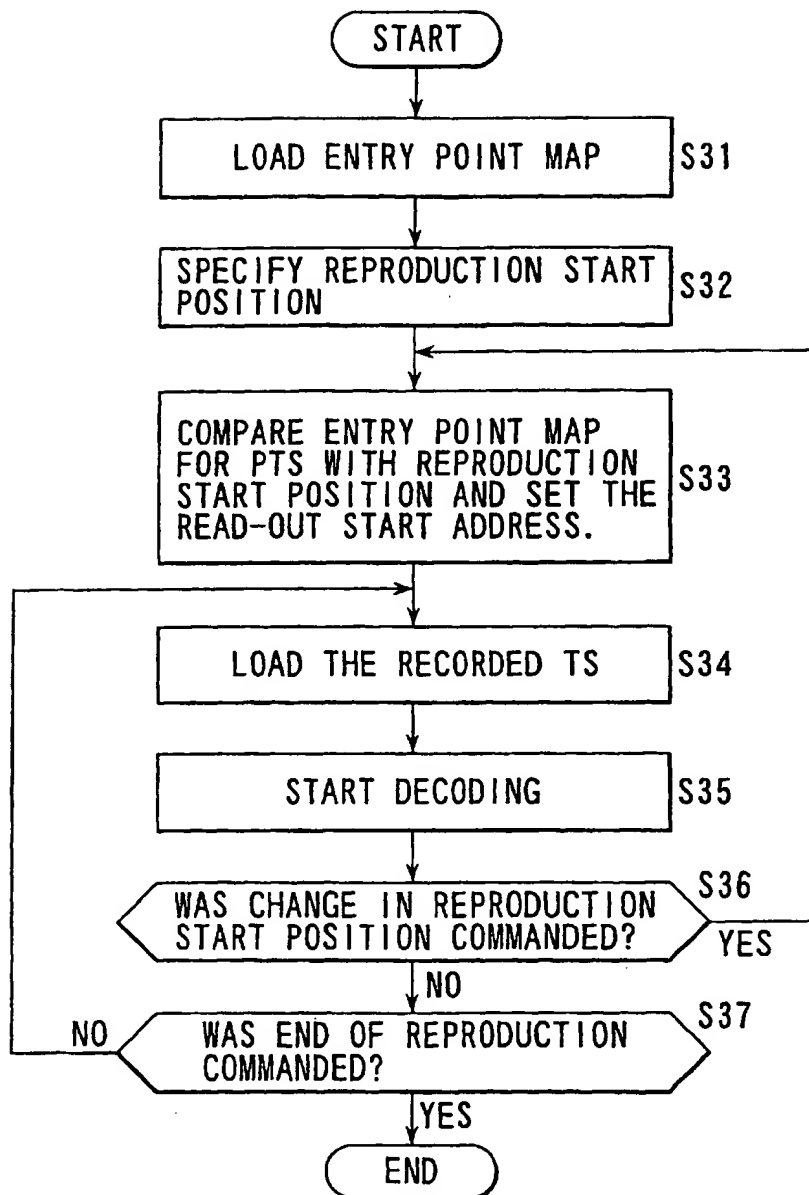 START
LOAD ENTRY POINT MAP
S31
SPECIFY REPRODUCTION START
POSITION
S32
COMPARE ENTRY POINT MAP
FOR PTS WITH REPRODUCTION
START POSITION AND SET THE
READ-OUT START ADDRESS.
S33
LOAD THE RECORDED TS
S34
START DECODING
S35
S36
WAS CHANGE IN REPRODUCTION
START POSITION COMMANDED?
YES
NO
S37
NO
WAS END OF REPRODUCTION
COMMANDED?
YES
END